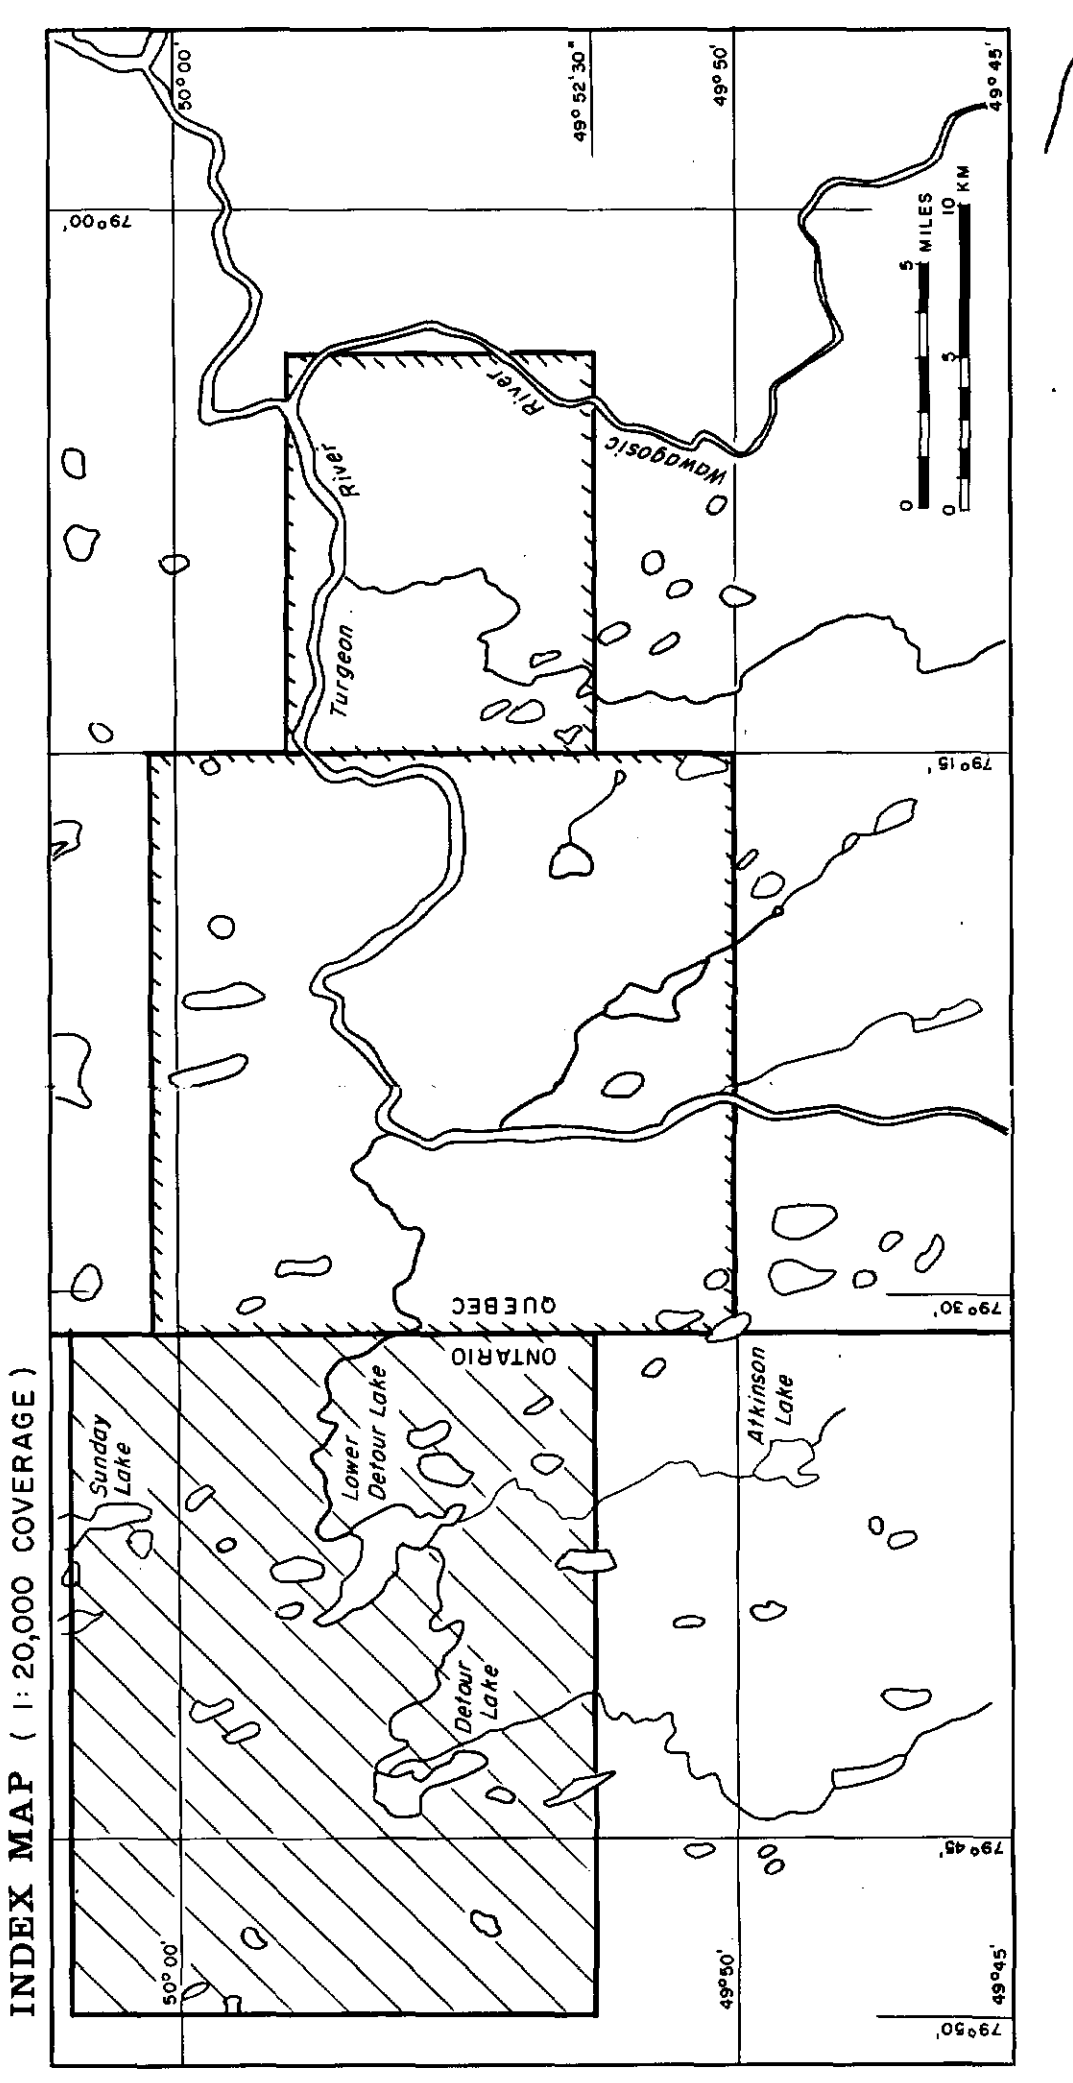 INDEX MAP ( 1: 20,000 COVERAGE )
50° 00'
Sunday
Lake
Lower
Detour Lake
Detour
Lake
ONTARIO
QUEBEC
Atkinson
Lake
Turgeon
River
Wawagosic
River
79° 00'
50° 00'
49° 52' 30"
49° 50'
49° 45'
79° 15'
79° 30'
79° 45'
79° 50'
49° 50'
49° 45'
0 5 MILES
0 5 10 KM